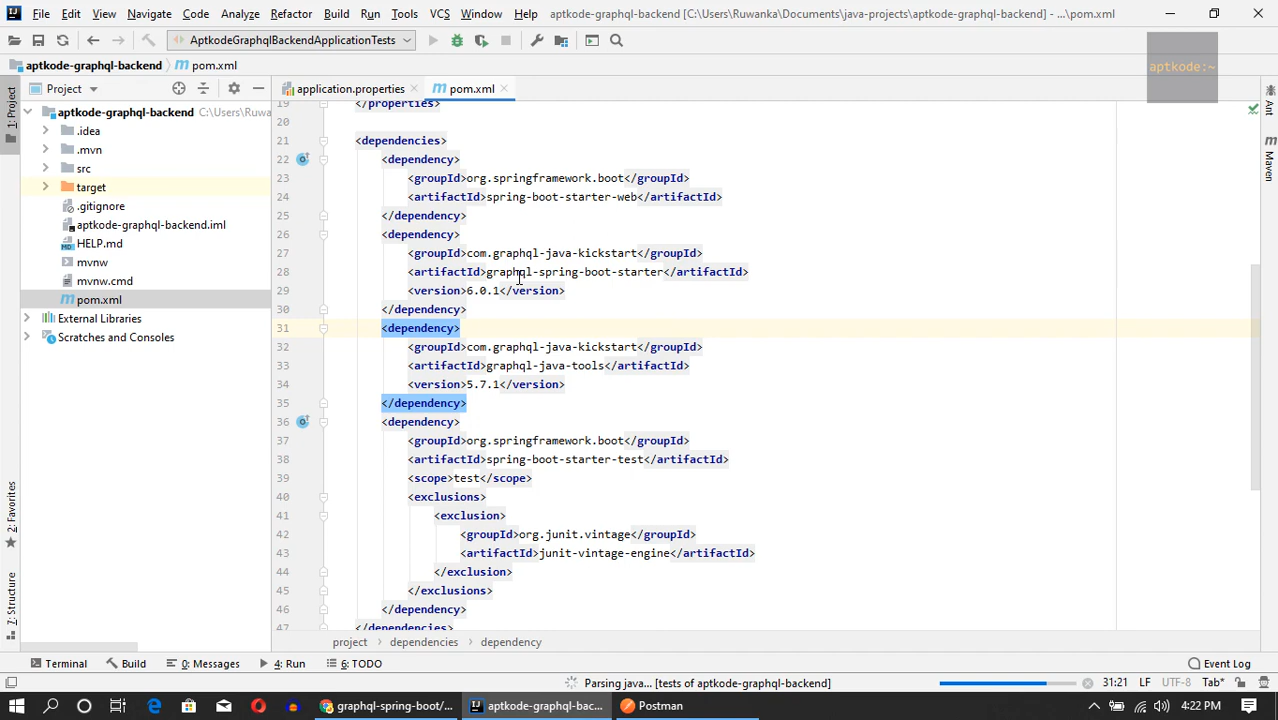 File Edit View Navigate Code Analyze Refactor Build Run Tools VCS Window Help aptkode-graphql-backend [C:\Users\Ruwanka\Documents\java-projects\aptkode-graphql-backend] - ...\pom.xml
AptkodeGraphqlBackendApplicationTests
aptkode-graphql-backend pom.xml
aptkode:~
Project
application.properties
pom.xml
1: Project
2: Favorites
Z: Structure
Ant
Maven
aptkode-graphql-backend C:\Users\Ruwa
.idea
.mvn
src
target
.gitignore
aptkode-graphql-backend.iml
HELP.md
mvnw
mvnw.cmd
pom.xml
External Libraries
Scratches and Consoles
19 </properties>
20
21 <dependencies>
22 <dependency>
23 <groupId>org.springframework.boot</groupId>
24 <artifactId>spring-boot-starter-web</artifactId>
25 </dependency>
26 <dependency>
27 <groupId>com.graphql-java-kickstart</groupId>
28 <artifactId>graphql-spring-boot-starter</artifactId>
29 <version>6.0.1</version>
30 </dependency>
31 <dependency>
32 <groupId>com.graphql-java-kickstart</groupId>
33 <artifactId>graphql-java-tools</artifactId>
34 <version>5.7.1</version>
35 </dependency>
36 <dependency>
37 <groupId>org.springframework.boot</groupId>
38 <artifactId>spring-boot-starter-test</artifactId>
39 <scope>test</scope>
40 <exclusions>
41 <exclusion>
42 <groupId>org.junit.vintage</groupId>
43 <artifactId>junit-vintage-engine</artifactId>
44 </exclusion>
45 </exclusions>
46 </dependency>
47 </dependencies>
project dependencies dependency
Terminal Build 0: Messages 4: Run 6: TODO Event Log
Parsing java... [tests of aptkode-graphql-backend] 31:21 LF UTF-8 Tab*
graphql-spring-boot/... aptkode-graphql-bac... Postman 4:22 PM